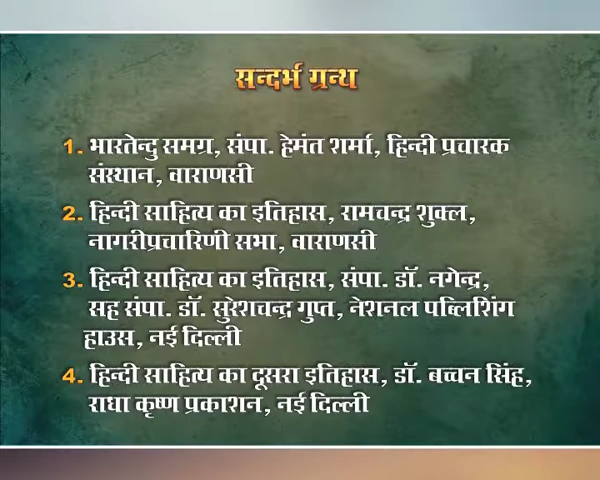 सन्दर्भ ग्रन्थ
1. भारतेन्दु समग्र, संपा. हेमंत शर्मा, हिन्दी प्रचारक
संस्थान, वाराणसी
2. हिन्दी साहित्य का इतिहास, रामचन्द्र शुक्ल,
नागरीप्रचारिणी सभा, वाराणसी
3. हिन्दी साहित्य का इतिहास, संपा. डॉ. नगेन्द्र,
सह संपा. डॉ. सुरेशचन्द्र गुप्त, नेशनल पब्लिशिंग
हाउस, नई दिल्ली
4. हिन्दी साहित्य का दूसरा इतिहास, डॉ. बच्चन सिंह,
राधा कृष्ण प्रकाशन, नई दिल्ली